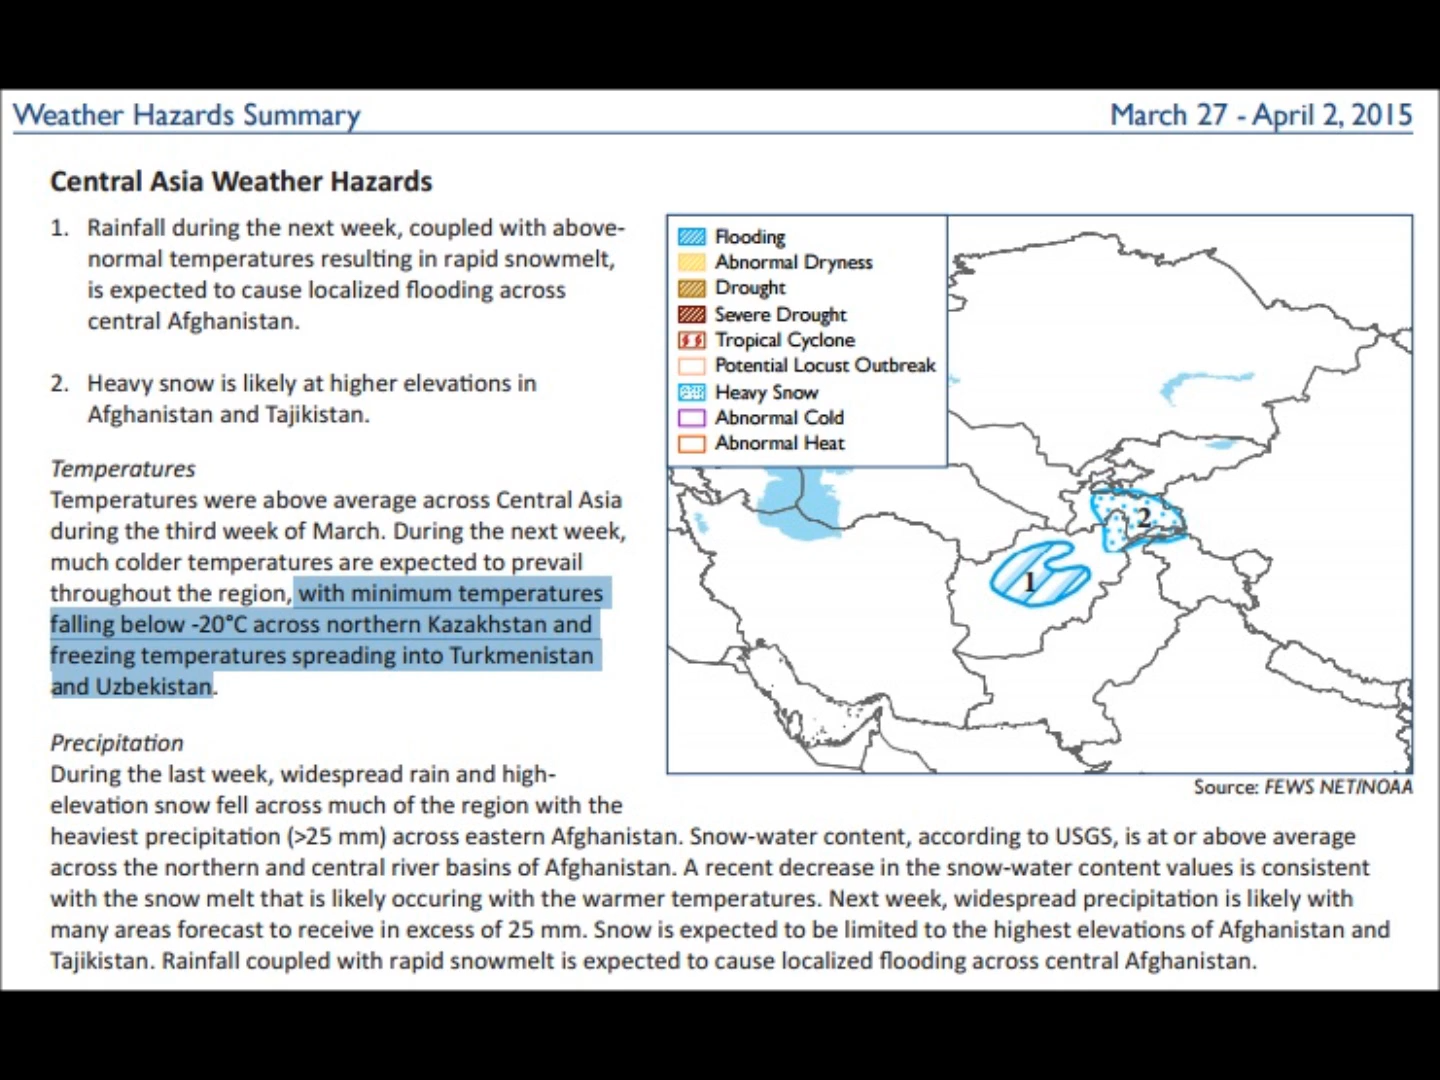 Weather Hazards Summary
March 27 - April 2, 2015
Central Asia Weather Hazards
1. Rainfall during the next week, coupled with above-
normal temperatures resulting in rapid snowmelt,
is expected to cause localized flooding across
central Afghanistan.
2. Heavy snow is likely at higher elevations in
Afghanistan and Tajikistan.
Temperatures
Temperatures were above average across Central Asia
during the third week of March. During the next week,
much colder temperatures are expected to prevail
throughout the region, with minimum temperatures
falling below -20°C across northern Kazakhstan and
freezing temperatures spreading into Turkmenistan
and Uzbekistan.
Flooding
Abnormal Dryness
Drought
Severe Drought
Tropical Cyclone
Potential Locust Outbreak
Heavy Snow
Abnormal Cold
Abnormal Heat
2
1
Source: FEWS NET/NOAA
Precipitation
During the last week, widespread rain and high-
elevation snow fell across much of the region with the
heaviest precipitation (>25 mm) across eastern Afghanistan. Snow-water content, according to USGS, is at or above average
across the northern and central river basins of Afghanistan. A recent decrease in the snow-water content values is consistent
with the snow melt that is likely occuring with the warmer temperatures. Next week, widespread precipitation is likely with
many areas forecast to receive in excess of 25 mm. Snow is expected to be limited to the highest elevations of Afghanistan and
Tajikistan. Rainfall coupled with rapid snowmelt is expected to cause localized flooding across central Afghanistan.